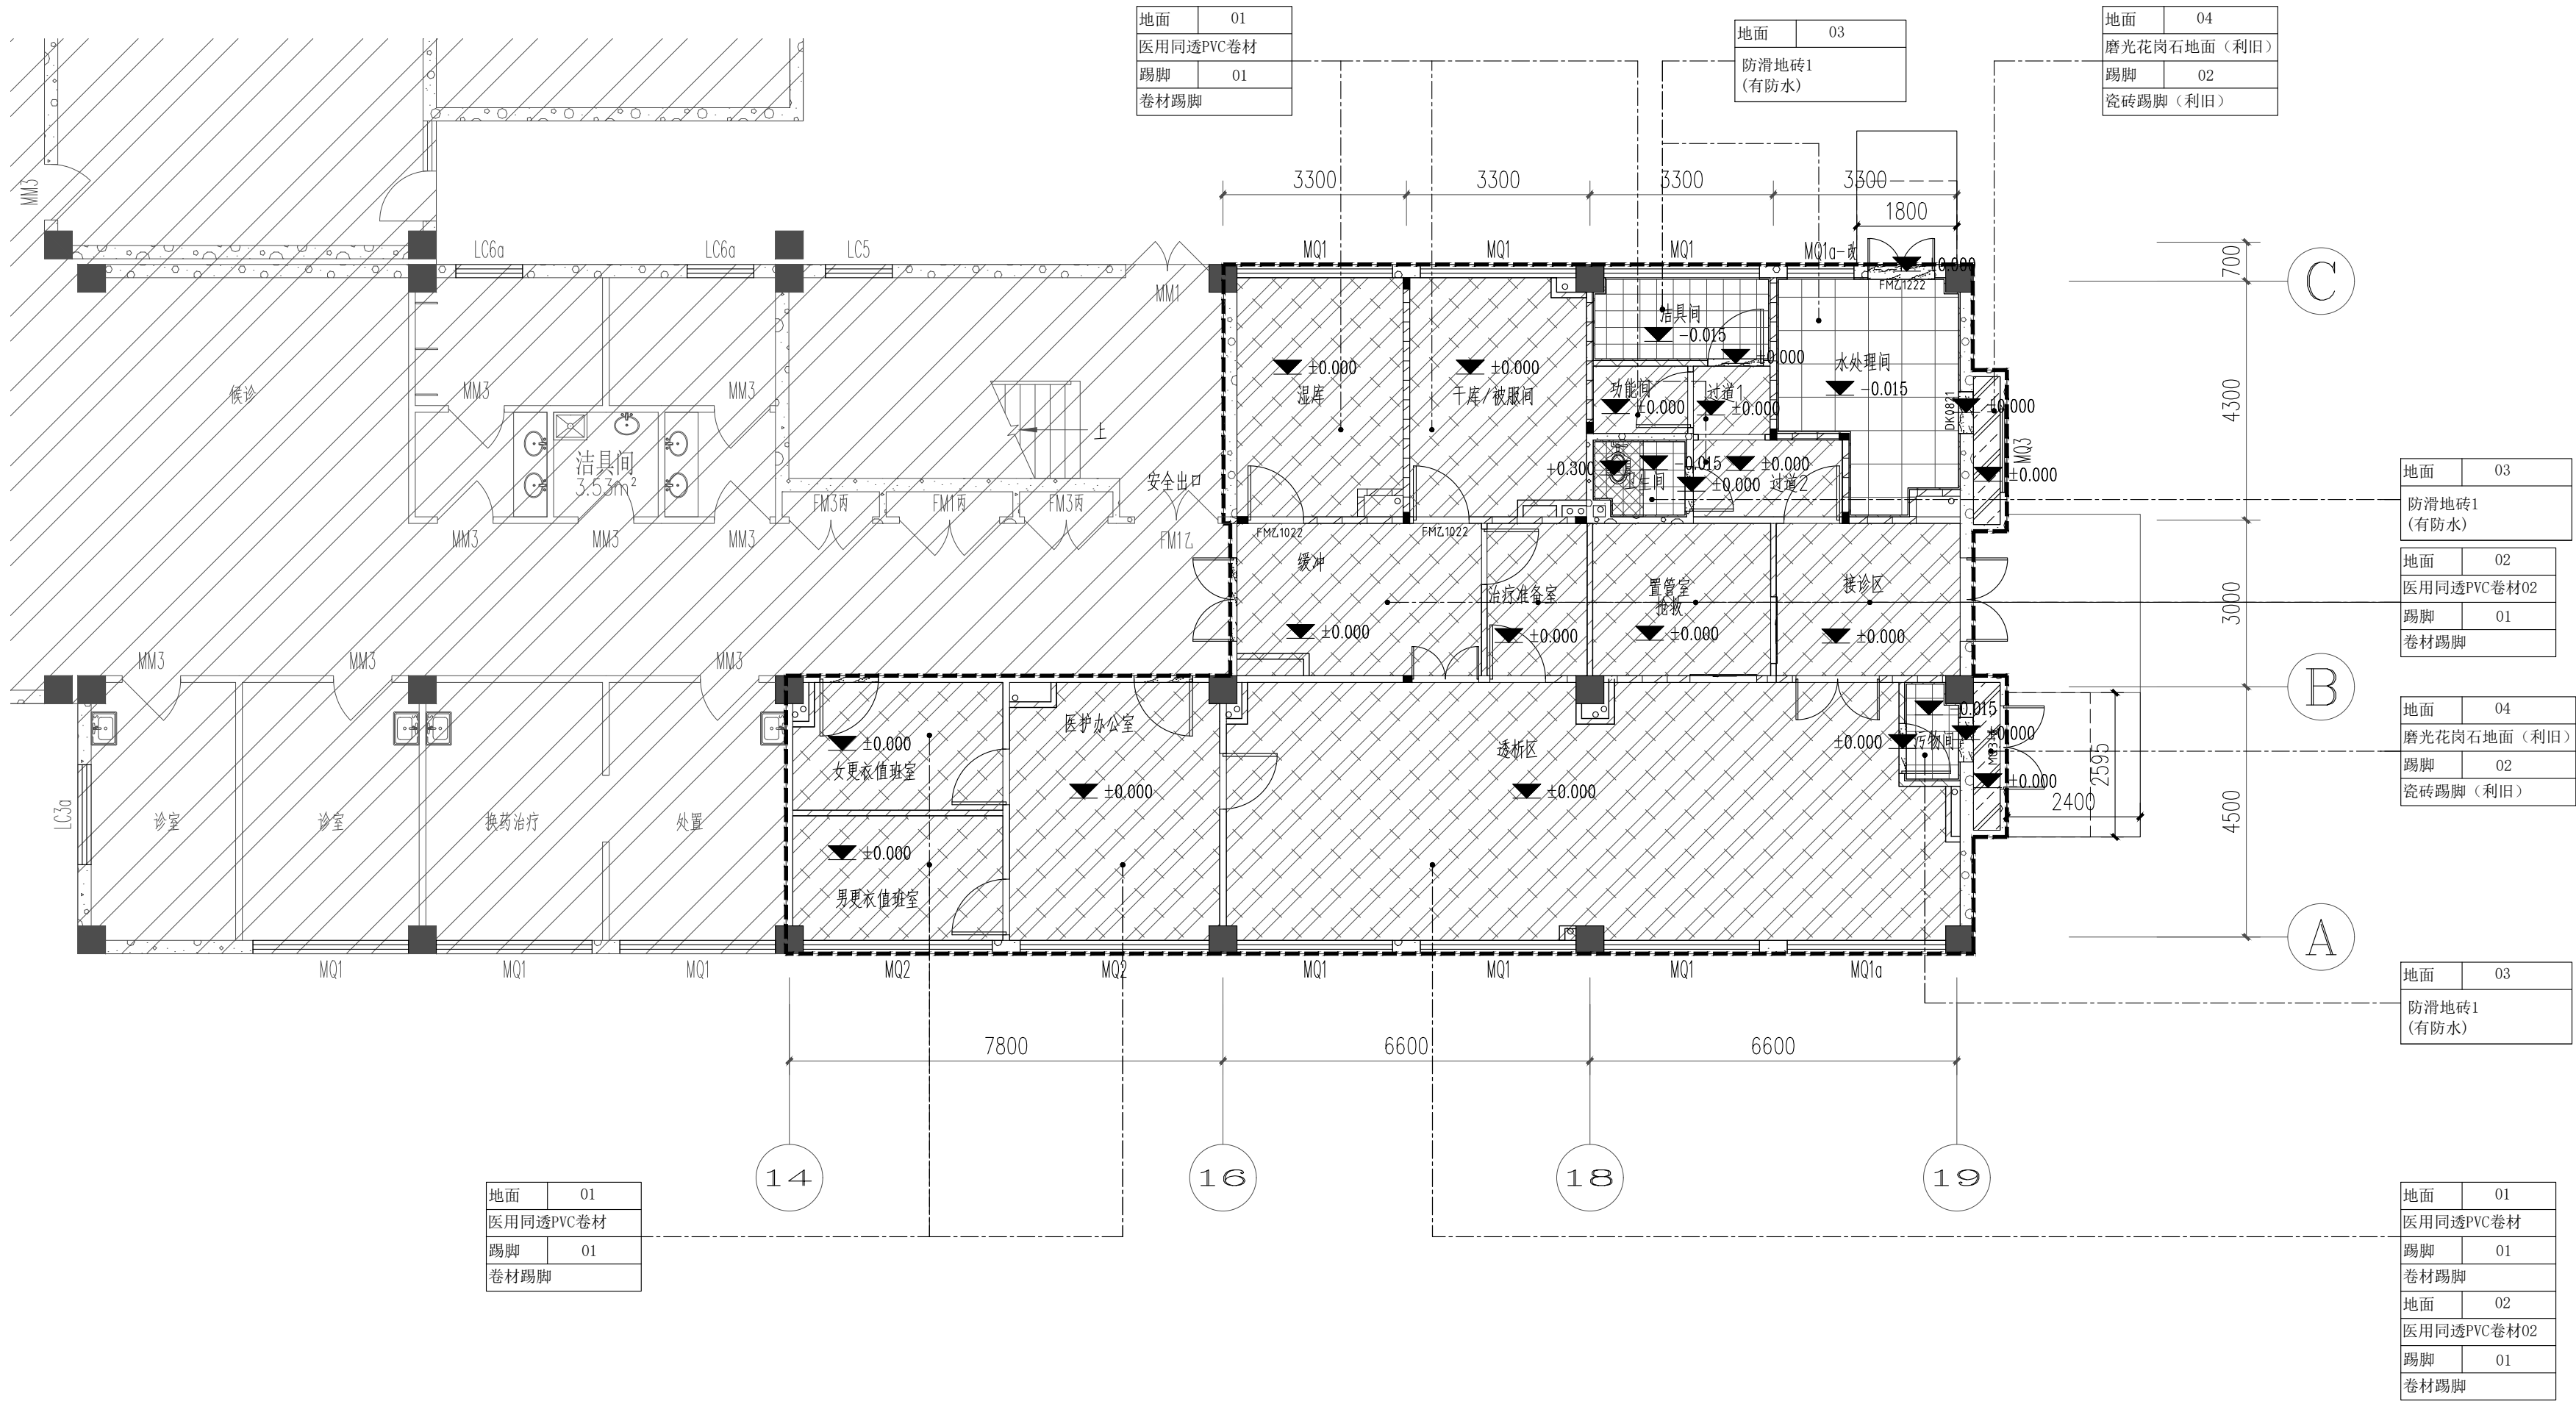 地面 01
医用同透PVC卷材
踢脚 01
卷材踢脚
地面 03
防滑地砖1
(有防水)
地面 04
磨光花岗石地面（利旧）
踢脚 02
瓷砖踢脚（利旧）
3300 3300 3300 3300
1800
MM3
LC6a LC6a LC5
MM1
MQ1 MQ1 MQ1 MQ1a-改
±0.000
FMZ1222
700
C
候诊
MM3 MM3
洁具间
3.53m²
上
安全出口
FM3丙 FM1丙 FM3丙
FM1乙
MM3 MM3 MM3
±0.000
湿库
±0.000
干库/被服间
洁具间
-0.015
±0.000
水处理间
-0.015
功能间
±0.000
过道1
±0.000
+0.300
-0.015
卫生间
±0.000
±0.000
过道2
DK0821
±0.000
MQ3
±0.000
4300
地面 03
防滑地砖1
(有防水)
FMZ1022 FMZ1022
缓冲
±0.000
治疗准备室
±0.000
置管室
抢救
±0.000
接诊区
±0.000
3000
地面 02
医用同透PVC卷材02
踢脚 01
卷材踢脚
MM3 MM3 MM3
B
LC3a
诊室 诊室 换药治疗 处置
±0.000
女更衣值班室
±0.000
男更衣值班室
医护办公室
±0.000
透析区
±0.000
-0.015
±0.000
污物间
±0.000
±0.000
2595
2400
4500
地面 04
磨光花岗石地面（利旧）
踢脚 02
瓷砖踢脚（利旧）
A
MQ1 MQ1 MQ1 MQ2 MQ2 MQ1 MQ1 MQ1 MQ1a
地面 03
防滑地砖1
(有防水)
7800 6600 6600
14 16 18 19
地面 01
医用同透PVC卷材
踢脚 01
卷材踢脚
地面 01
医用同透PVC卷材
踢脚 01
卷材踢脚
地面 02
医用同透PVC卷材02
踢脚 01
卷材踢脚